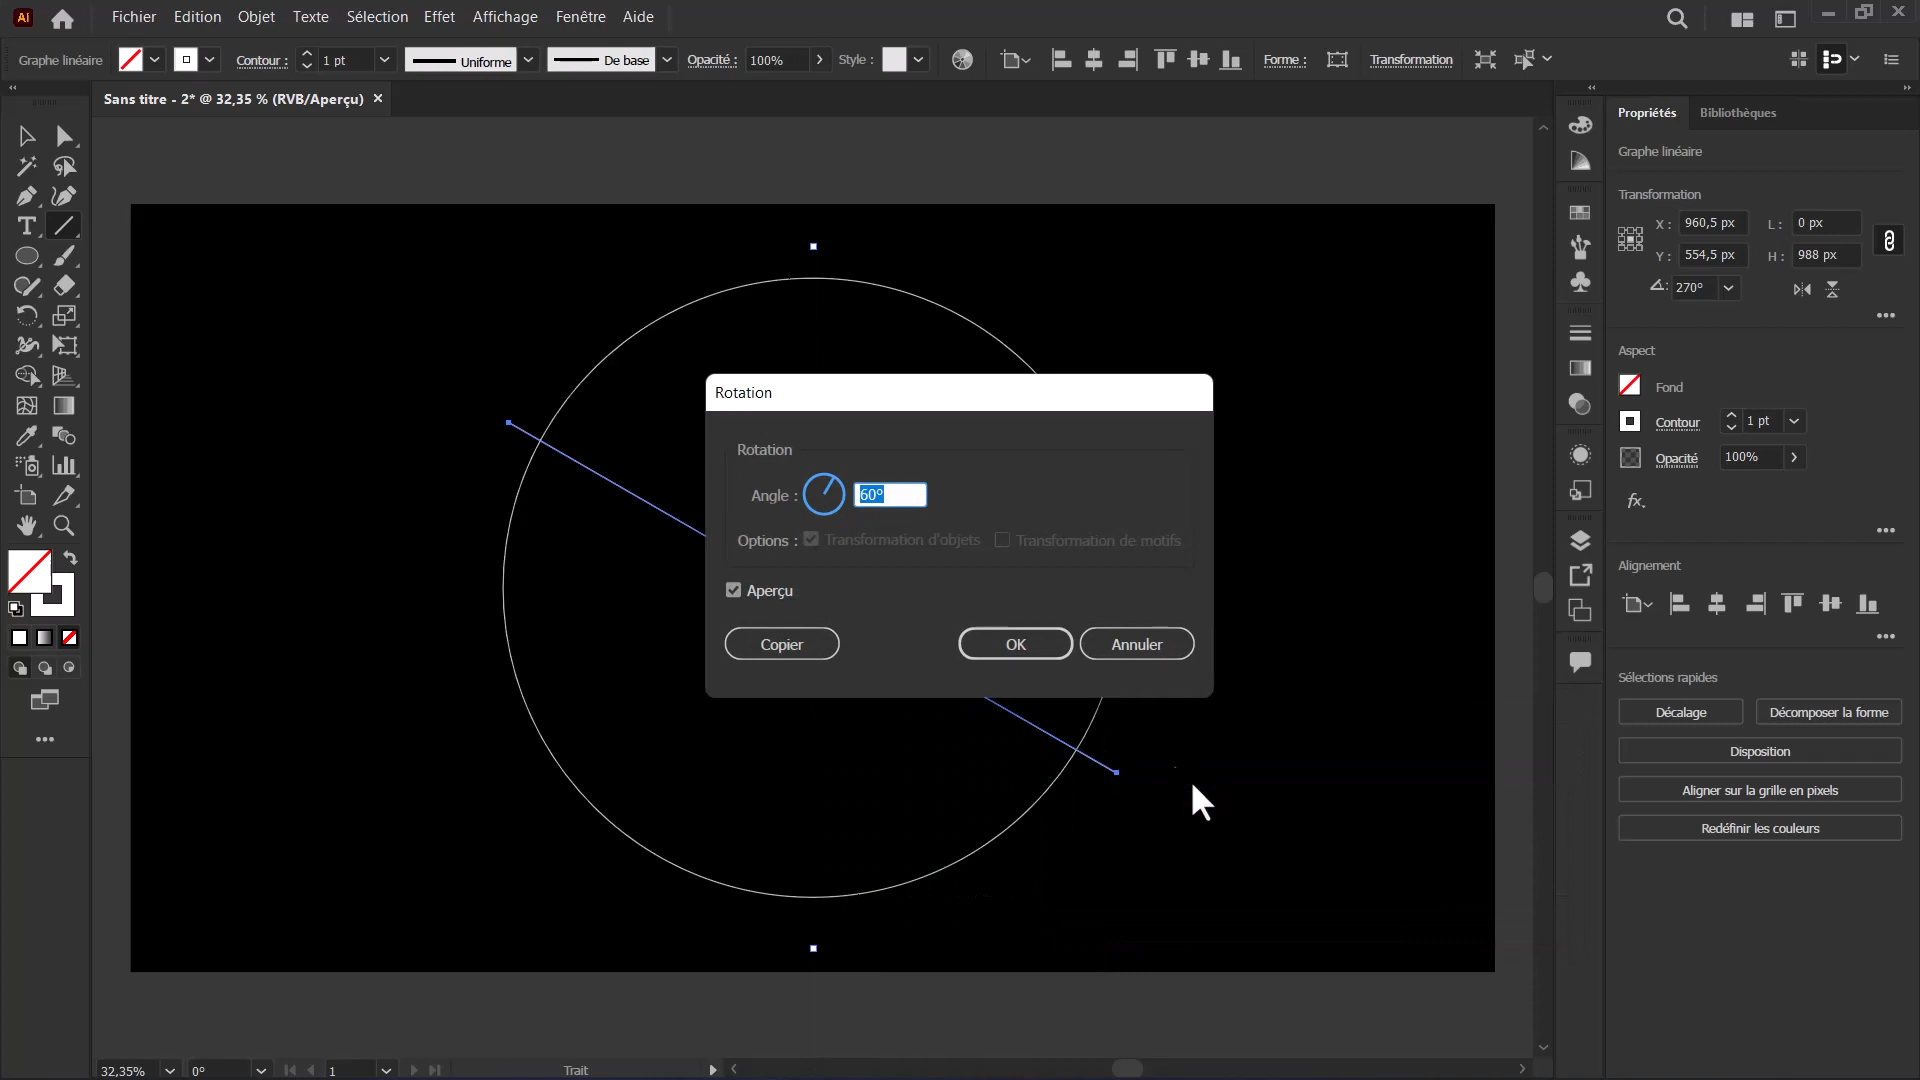 Ai Fichier Edition Objet Texte Sélection Effet Affichage Fenêtre Aide
Graphe linéaire Contour : 1 pt Uniforme De base Opacité : 100% Style : Forme : Transformation
Sans titre - 2* @ 32,35 % (RVB/Aperçu) ×
Propriétés Bibliothèques
Graphe linéaire
Transformation
X : 960,5 px L : 0 px
Y : 554,5 px H : 988 px
270°
Aspect
Fond
Contour 1 pt
Opacité 100%
fx.
Alignement
Sélections rapides
Décalage Décomposer la forme
Disposition
Aligner sur la grille en pixels
Redéfinir les couleurs
Rotation
Rotation
Angle : 60°
Options : Transformation d'objets Transformation de motifs
Aperçu
Copier OK Annuler
32,35% 0° 1 Trait